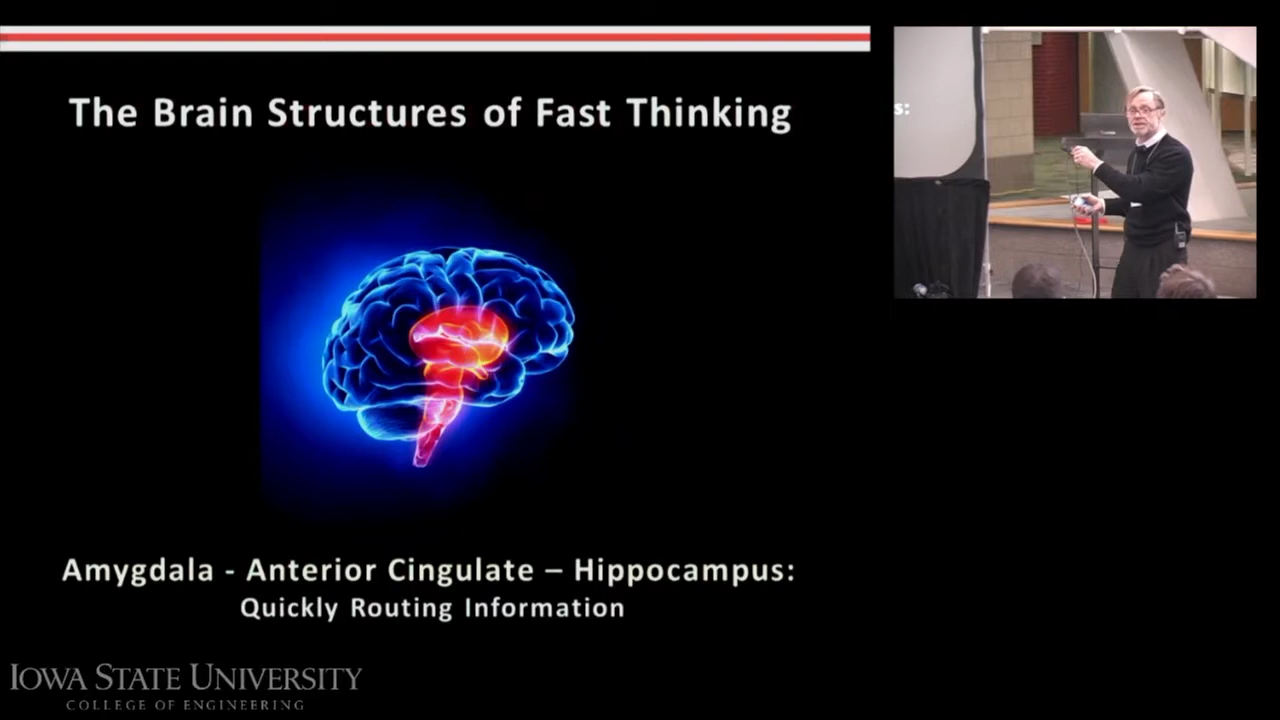 The Brain Structures of Fast Thinking
s:
Amygdala - Anterior Cingulate – Hippocampus:
Quickly Routing Information
IOWA STATE UNIVERSITY
COLLEGE OF ENGINEERING